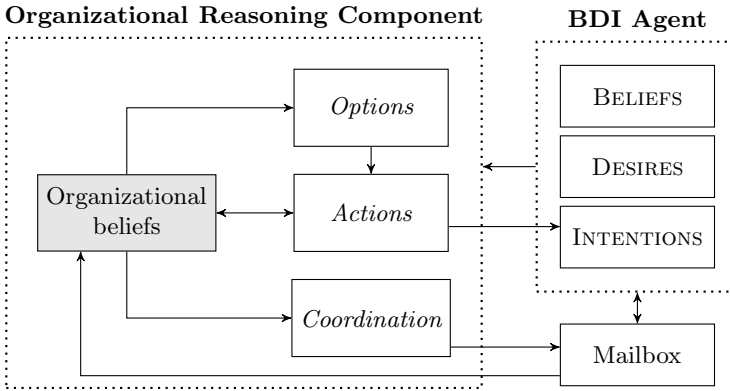 Organizational Reasoning Component
BDI Agent
Options
BELIEFS
DESIRES
Organizational
beliefs
Actions
INTENTIONS
Coordination
Mailbox